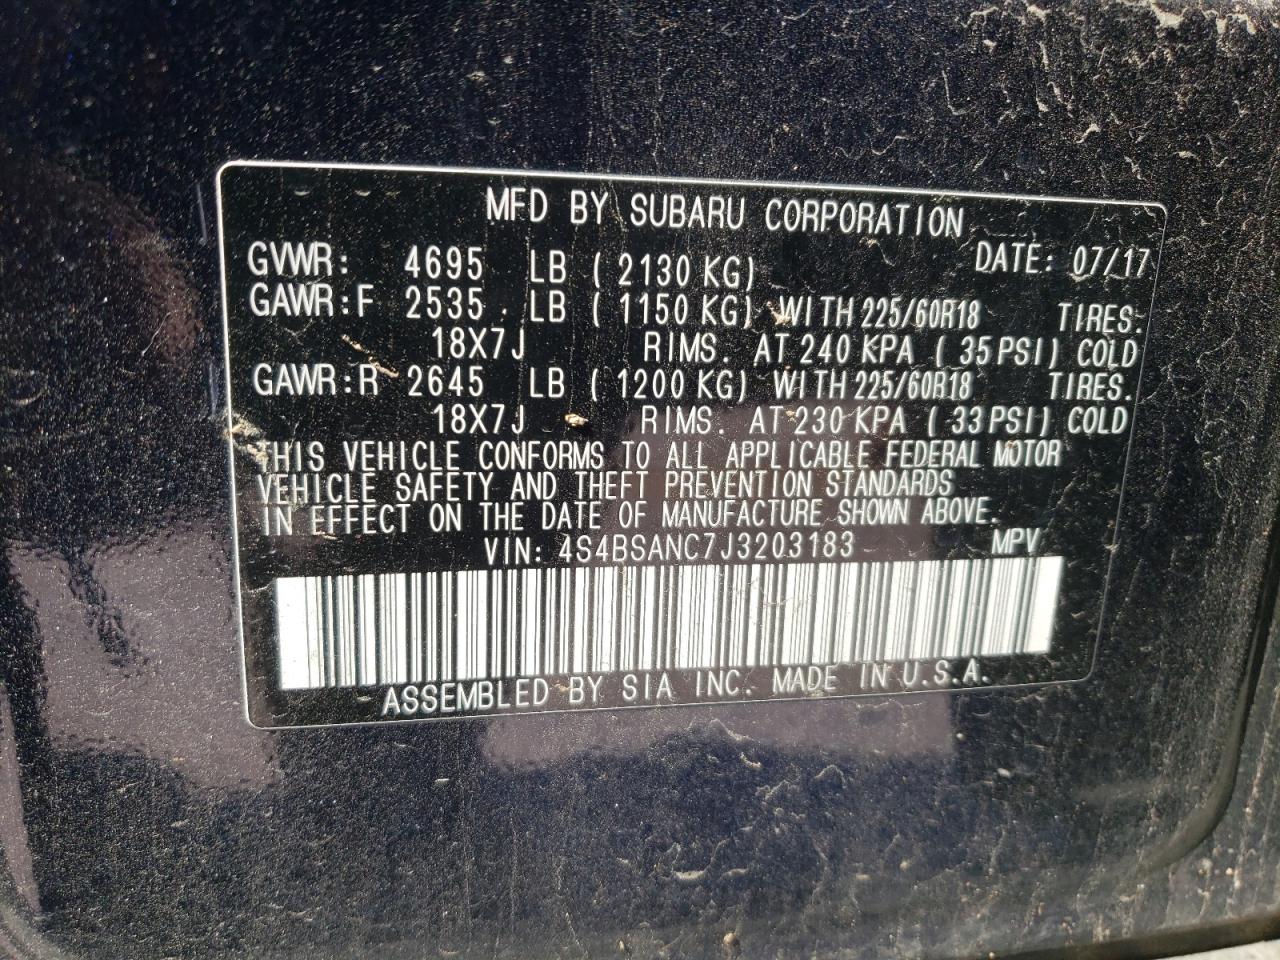 MFD BY SUBARU CORPORATION
GVWR: 4695 LB ( 2130 KG) DATE: 07/17
GAWR:F 2535 LB ( 1150 KG) WITH 225/60R18 TIRES.
18X7J RIMS. AT 240 KPA ( 35 PSI) COLD
GAWR:R 2645 LB ( 1200 KG) WITH 225/60R18 TIRES.
18X7J RIMS. AT 230 KPA ( 33 PSI) COLD
THIS VEHICLE CONFORMS TO ALL APPLICABLE FEDERAL MOTOR
VEHICLE SAFETY AND THEFT PREVENTION STANDARDS
IN EFFECT ON THE DATE OF MANUFACTURE SHOWN ABOVE.
VIN: 4S4BSANC7J3203183 MPV
ASSEMBLED BY SIA INC. MADE IN U.S.A.